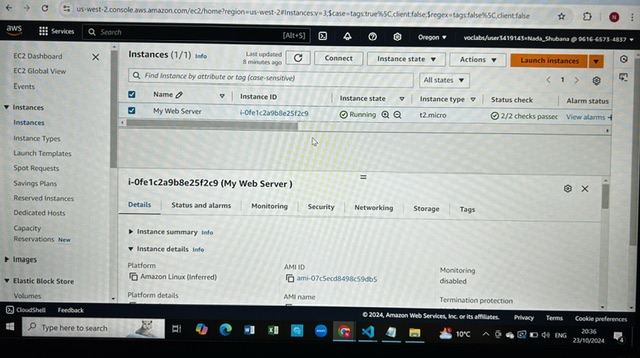 us-west-2.console.aws.amazon.com/ec2/home?region=us-west-2#Instances:v=3;$case=tags:true%5C,client:false;$regex=tags:false%5C,client:false
aws Services Search [Alt+S] Oregon
EC2 Dashboard
EC2 Global View
Events
Instances
Instances
Instance Types
Launch Templates
Spot Requests
Savings Plans
Reserved Instances
Dedicated Hosts
Capacity
Reservations New
Images
Elastic Block Store
Volumes
Instances (1/1) Info
Last updated
8 minutes ago
Connect Instance state Actions Launch instances
Find Instance by attribute or tag (case-sensitive) All states 1
Name Instance ID Instance state Instance type Status check Alarm status
My Web Server i-0fe1c2a9b8e25f2c9 Running t2.micro 2/2 checks passec View alarms +
i-0fe1c2a9b8e25f2c9 (My Web Server )
Details Status and alarms Monitoring Security Networking Storage Tags
Instance summary Info
Instance details Info
Platform
Amazon Linux (Inferred)
Platform details
AMI ID
ami-07c5ecd8498c59db5
AMI name
Monitoring
disabled
Termination protection
CloudShell Feedback © 2024, Amazon Web Services, Inc. or its affiliates. Privacy Terms Cookie preferences
Type here to search 10°C ENG 20:36
23/10/2024